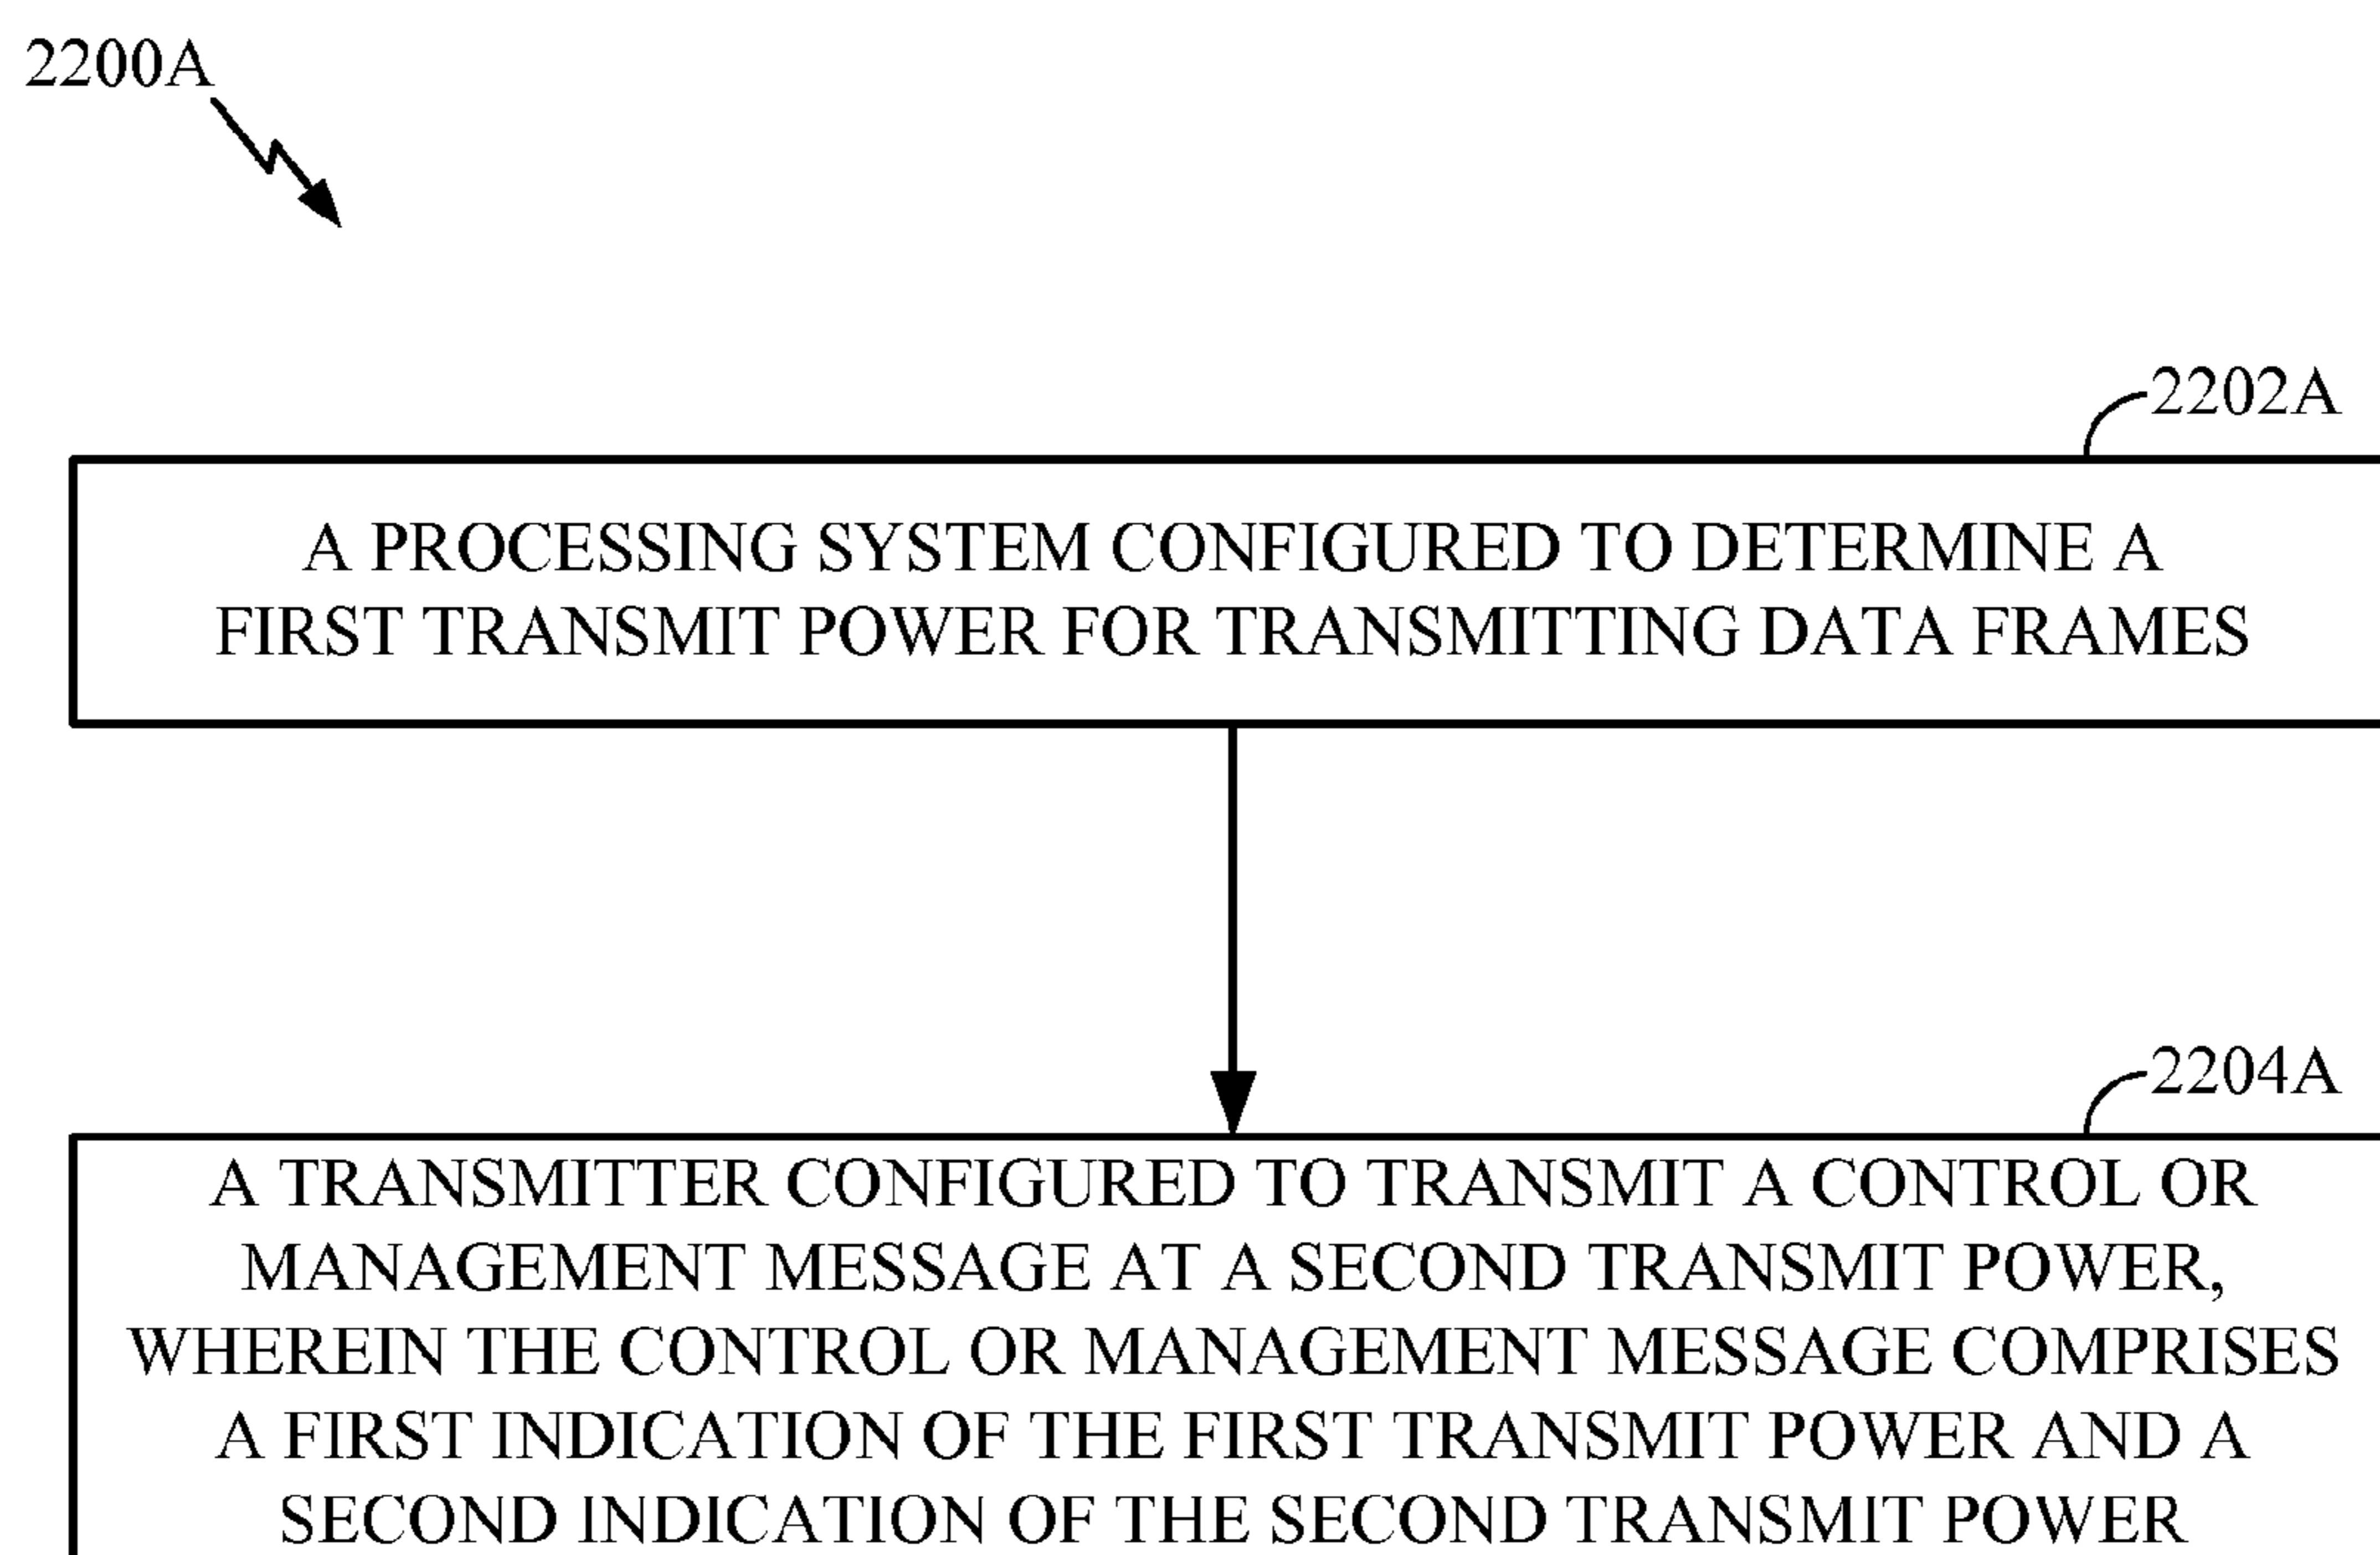 2200A
2202A
A PROCESSING SYSTEM CONFIGURED TO DETERMINE A
FIRST TRANSMIT POWER FOR TRANSMITTING DATA FRAMES
2204A
A TRANSMITTER CONFIGURED TO TRANSMIT A CONTROL OR
MANAGEMENT MESSAGE AT A SECOND TRANSMIT POWER,
WHEREIN THE CONTROL OR MANAGEMENT MESSAGE COMPRISES
A FIRST INDICATION OF THE FIRST TRANSMIT POWER AND A
SECOND INDICATION OF THE SECOND TRANSMIT POWER